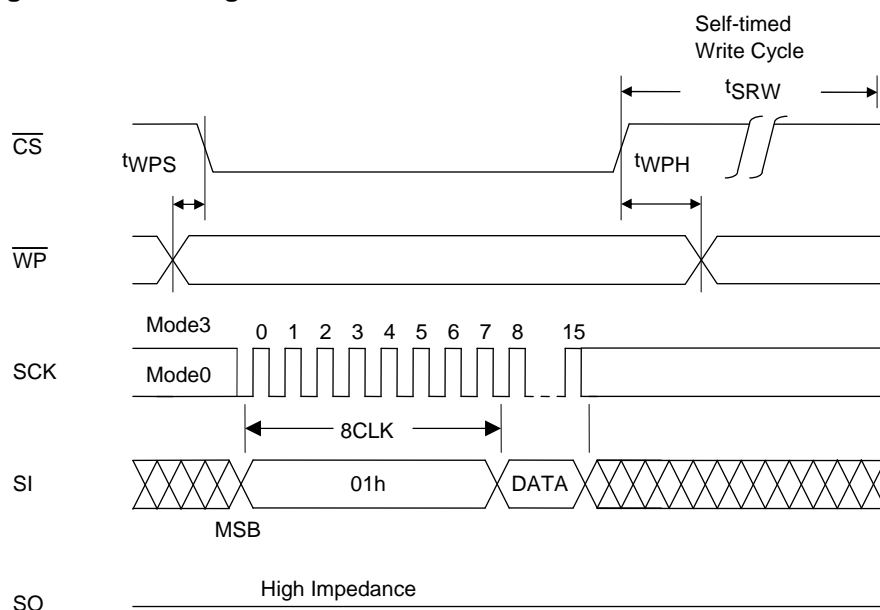 Self-timed
Write Cycle
tSRW
CS
tWPS
tWPH
WP
Mode3
0 1 2 3 4 5 6 7 8 15
SCK
Mode0
8CLK
SI
01h
DATA
MSB
High Impedance
SO